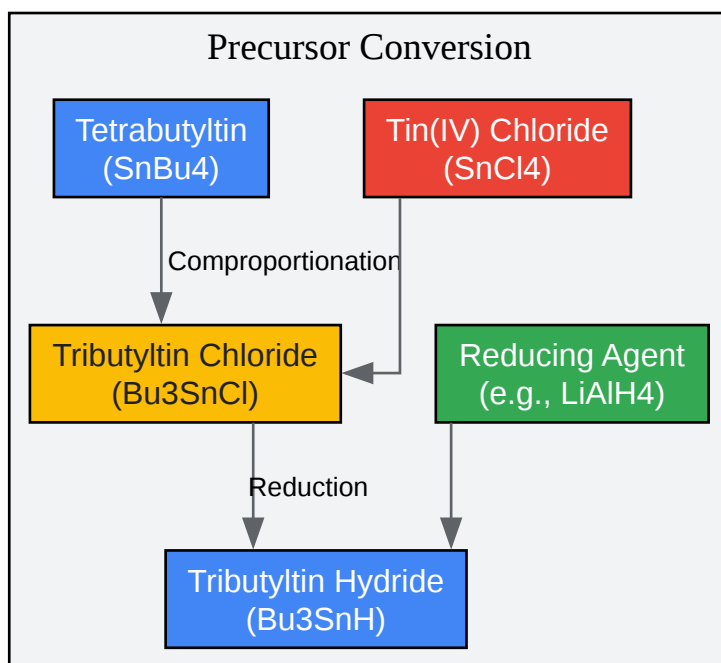 Precursor Conversion
Tetrabutyltin
(SnBu4)
Tin(IV) Chloride
(SnCl4)
Comproportionation
Tributyltin Chloride
(Bu3SnCl)
Reducing Agent
(e.g., LiAlH4)
Reduction
Tributyltin Hydride
(Bu3SnH)